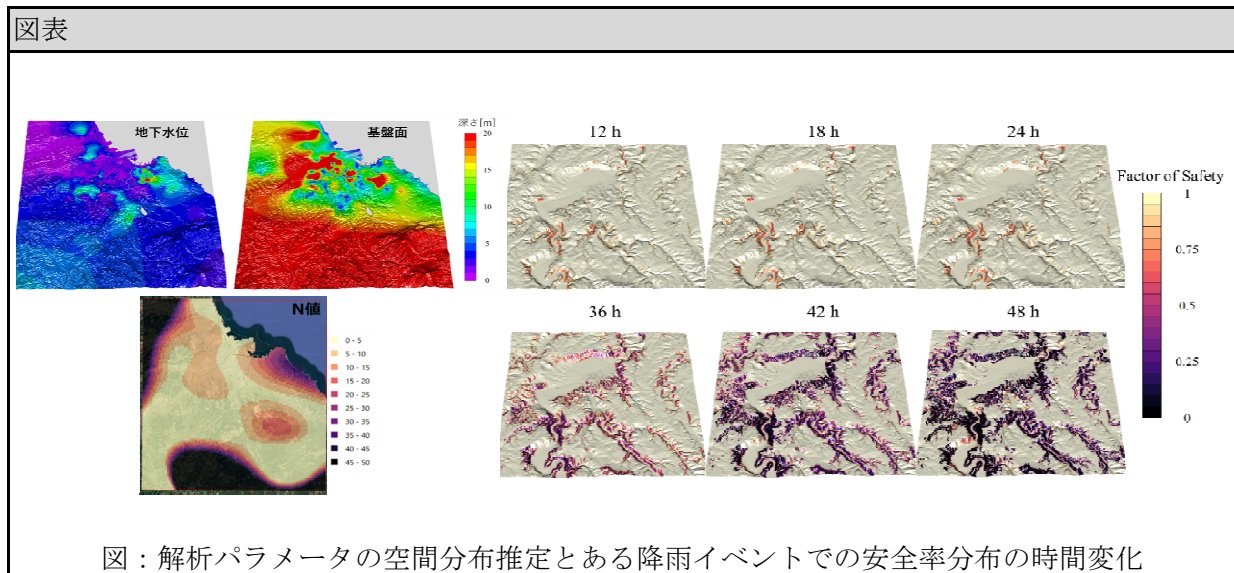 図表
地下水位
基盤面
深さ[m]
20
15
10
5
0
N値
0 - 5
5 - 10
10 - 15
15 - 20
20 - 25
25 - 30
30 - 35
35 - 40
40 - 45
45 - 50
12 h
18 h
24 h
36 h
42 h
48 h
Factor of Safety
1
0.75
0.5
0.25
0
図：解析パラメータの空間分布推定とある降雨イベントでの安全率分布の時間変化